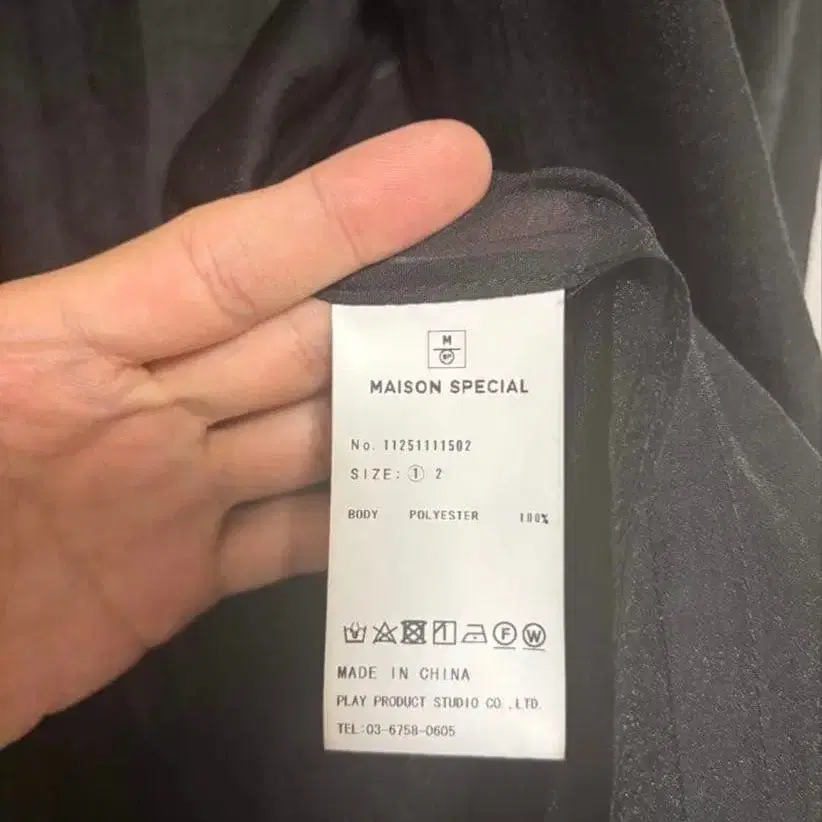 M
SP
MAISON SPECIAL
No. 11251111502
SIZE: ① 2
BODY POLYESTER 100%
F W
MADE IN CHINA
PLAY PRODUCT STUDIO CO.,LTD.
TEL:03-6758-0605